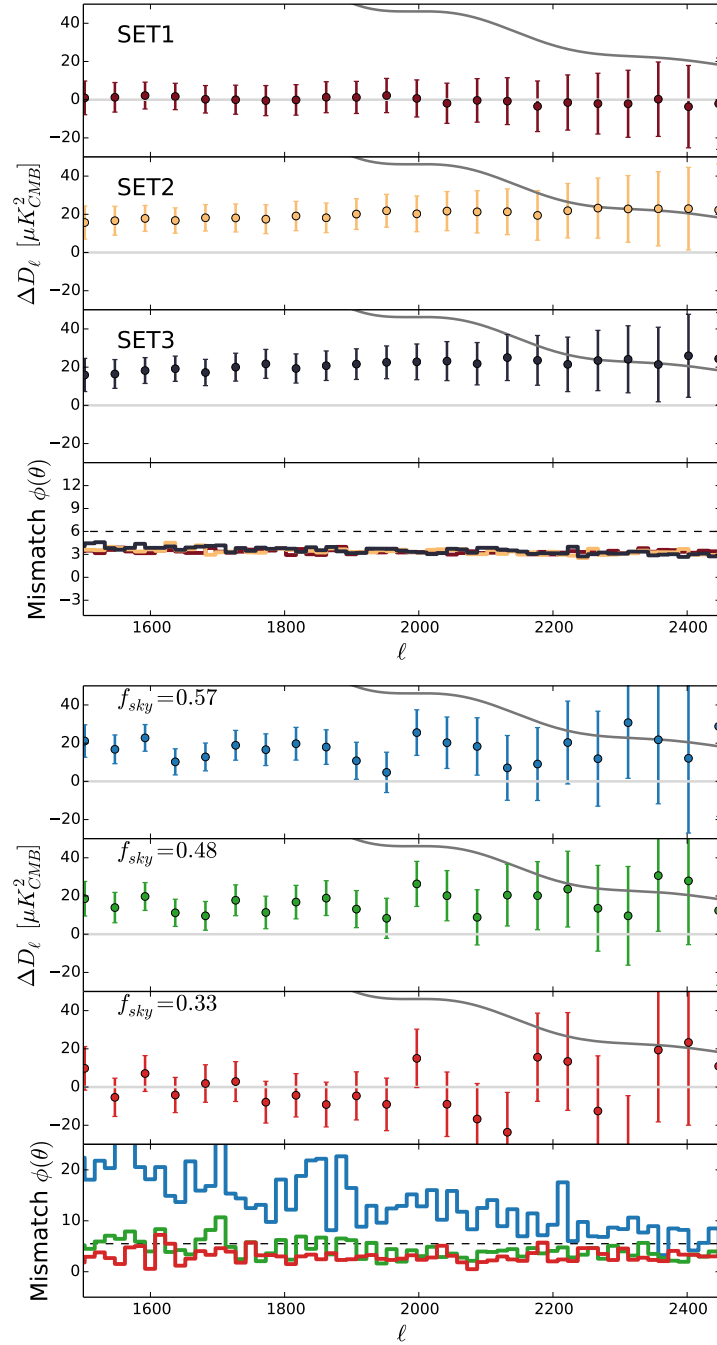 40
20
0
−20
SET1
40
20
0
−20
SET2
ΔD_ℓ [μK²_CMB]
40
20
0
−20
SET3
12
9
6
3
0
−3
Mismatch ϕ(θ)
1600 1800 2000 2200 2400
ℓ
40
20
0
−20
f_sky=0.57
40
20
0
−20
f_sky=0.48
ΔD_ℓ [μK²_CMB]
40
20
0
−20
f_sky=0.33
20
10
0
Mismatch ϕ(θ)
1600 1800 2000 2200 2400
ℓ